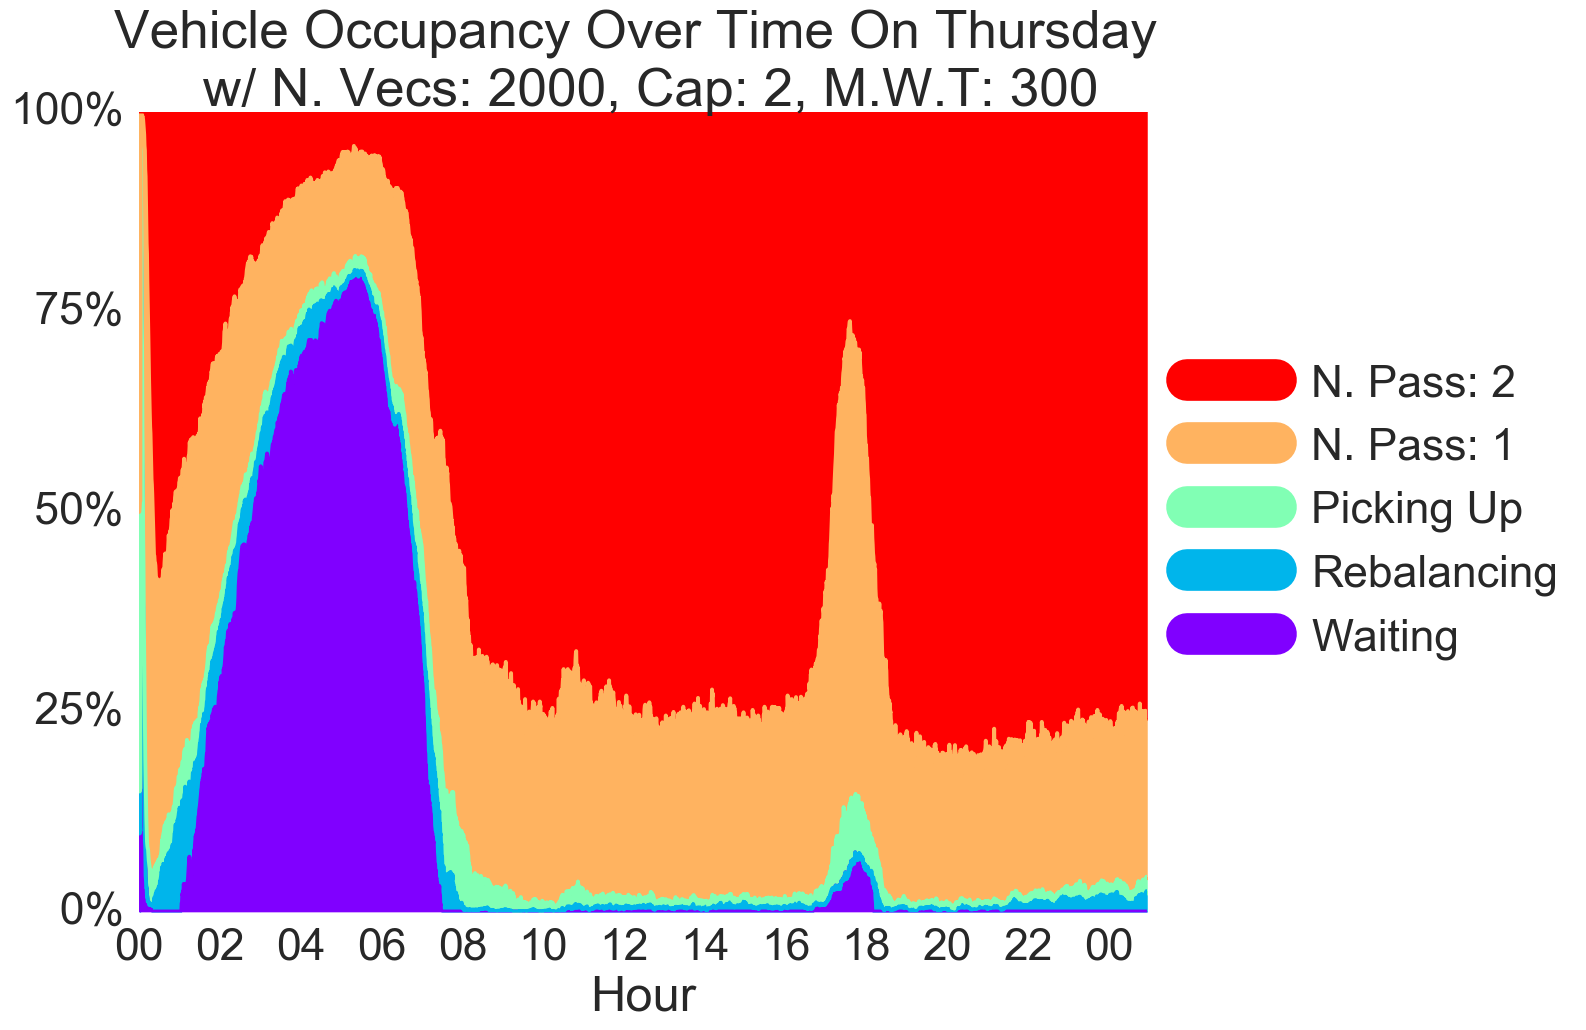 Vehicle Occupancy Over Time On Thursday
w/ N. Vecs: 2000, Cap: 2, M.W.T: 300
100%
75%
50%
25%
0%
00 02 04 06 08 10 12 14 16 18 20 22 00
Hour
N. Pass: 2
N. Pass: 1
Picking Up
Rebalancing
Waiting